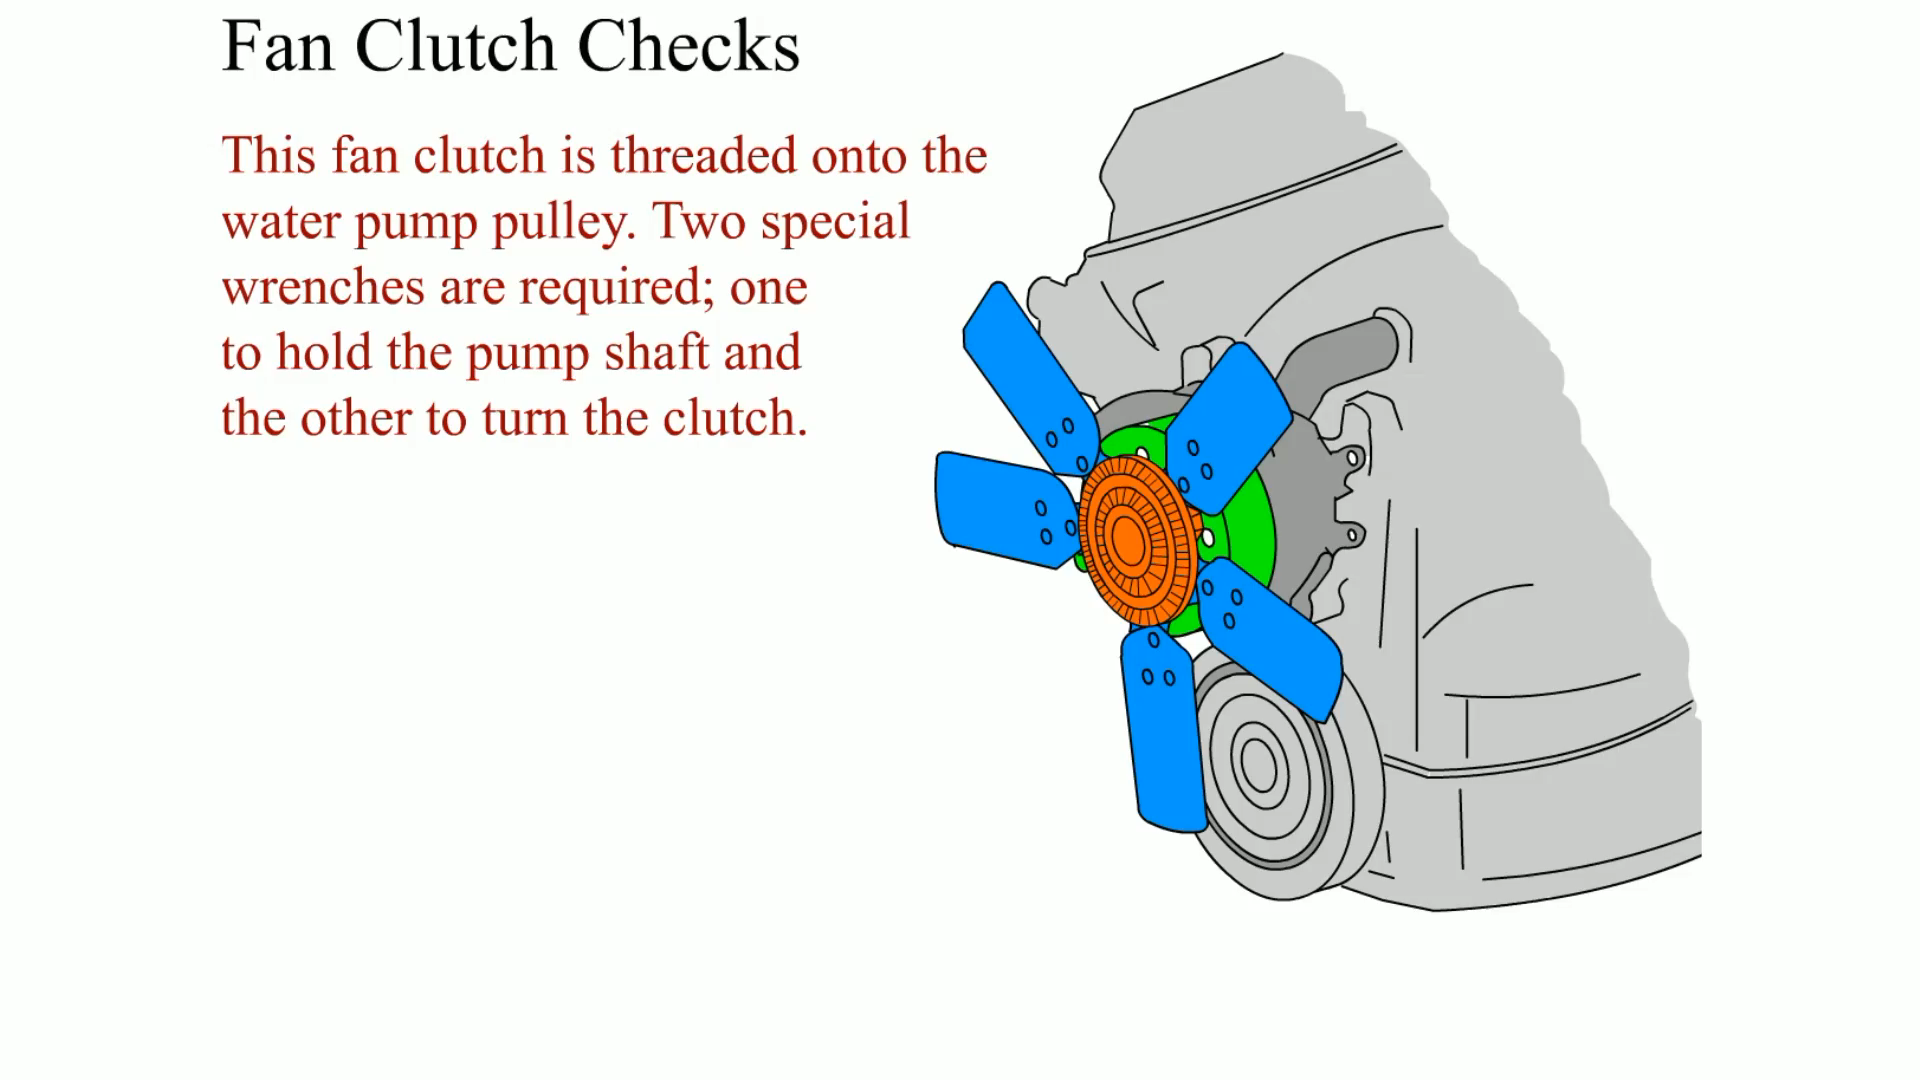 Fan Clutch Checks
This fan clutch is threaded onto the
water pump pulley. Two special
wrenches are required; one
to hold the pump shaft and
the other to turn the clutch.